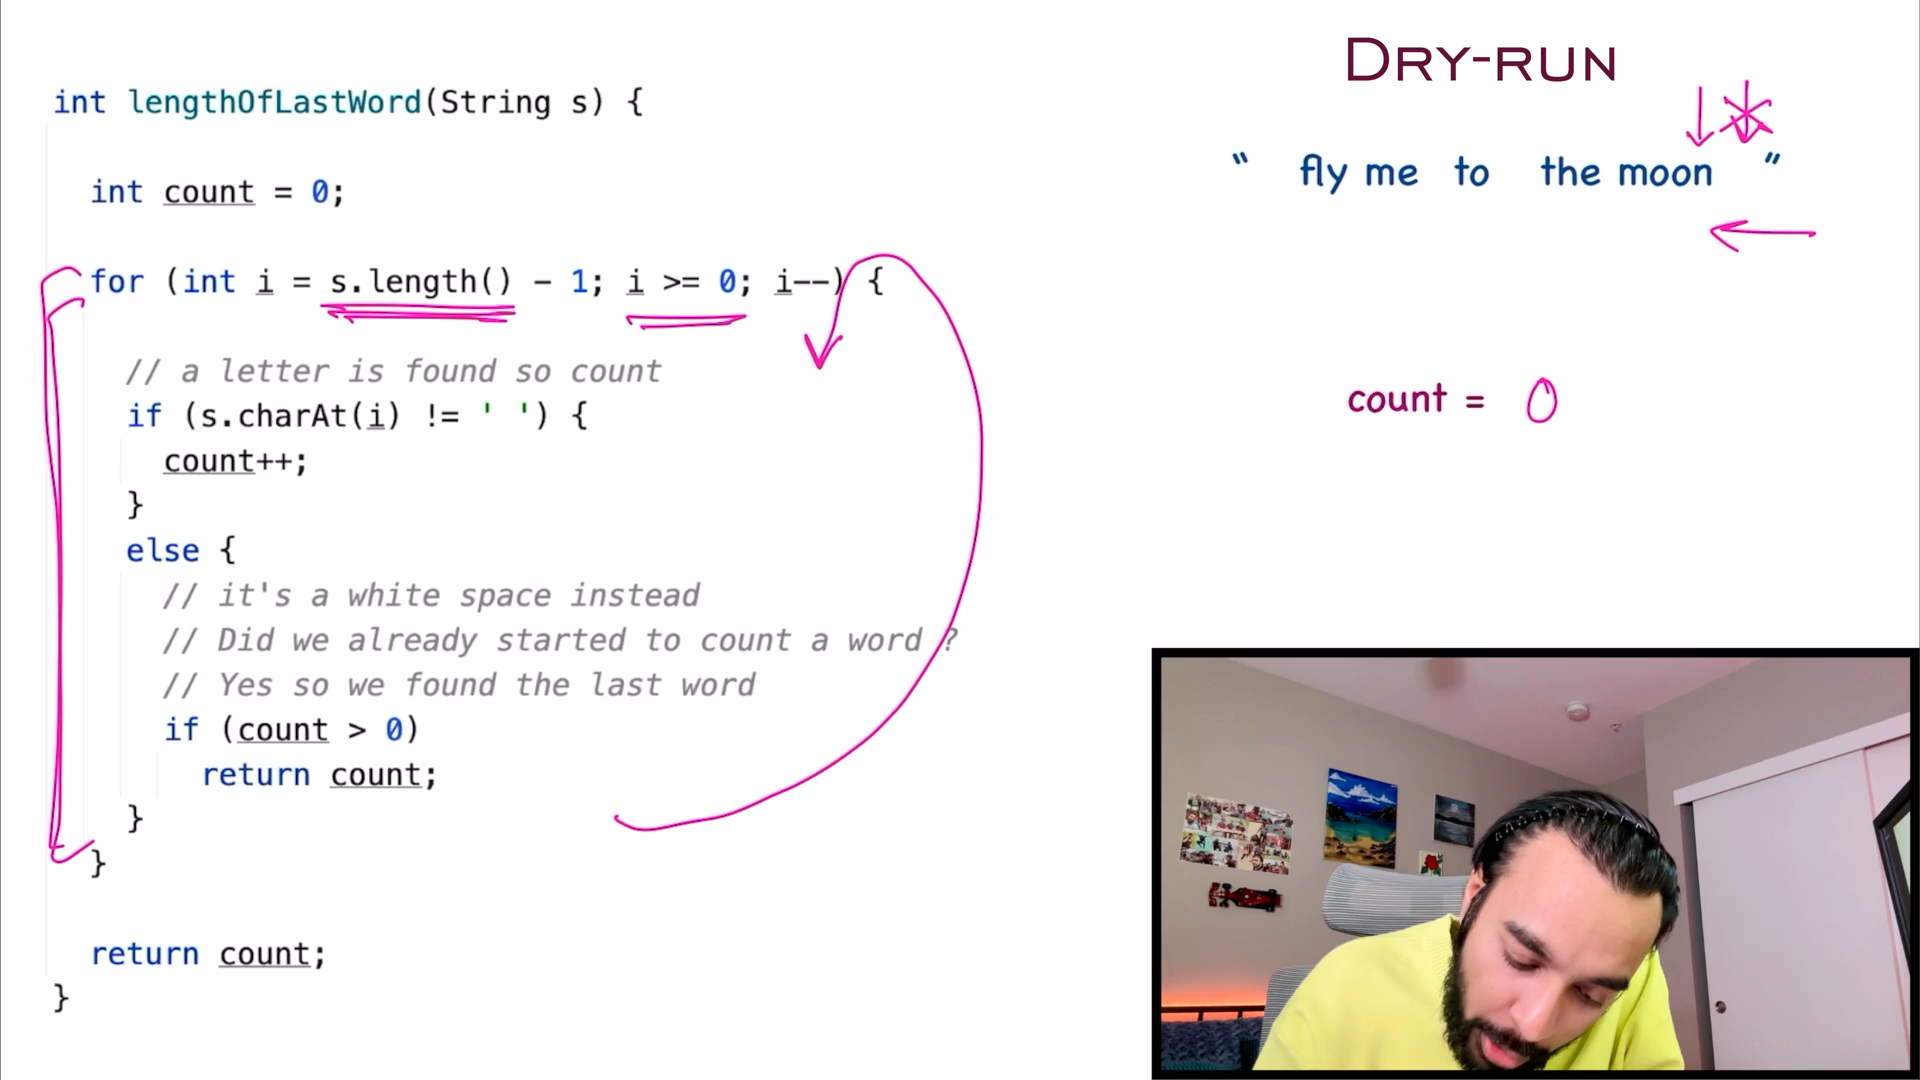 int lengthOfLastWord(String s) {
int count = 0;
for (int i = s.length() - 1; i >= 0; i--) {
// a letter is found so count
if (s.charAt(i) != ' ') {
count++;
}
else {
// it's a white space instead
// Did we already started to count a word ?
// Yes so we found the last word
if (count > 0)
return count;
}
}
return count;
}
DRY-RUN
“ fly me to the moon ”
count = 0